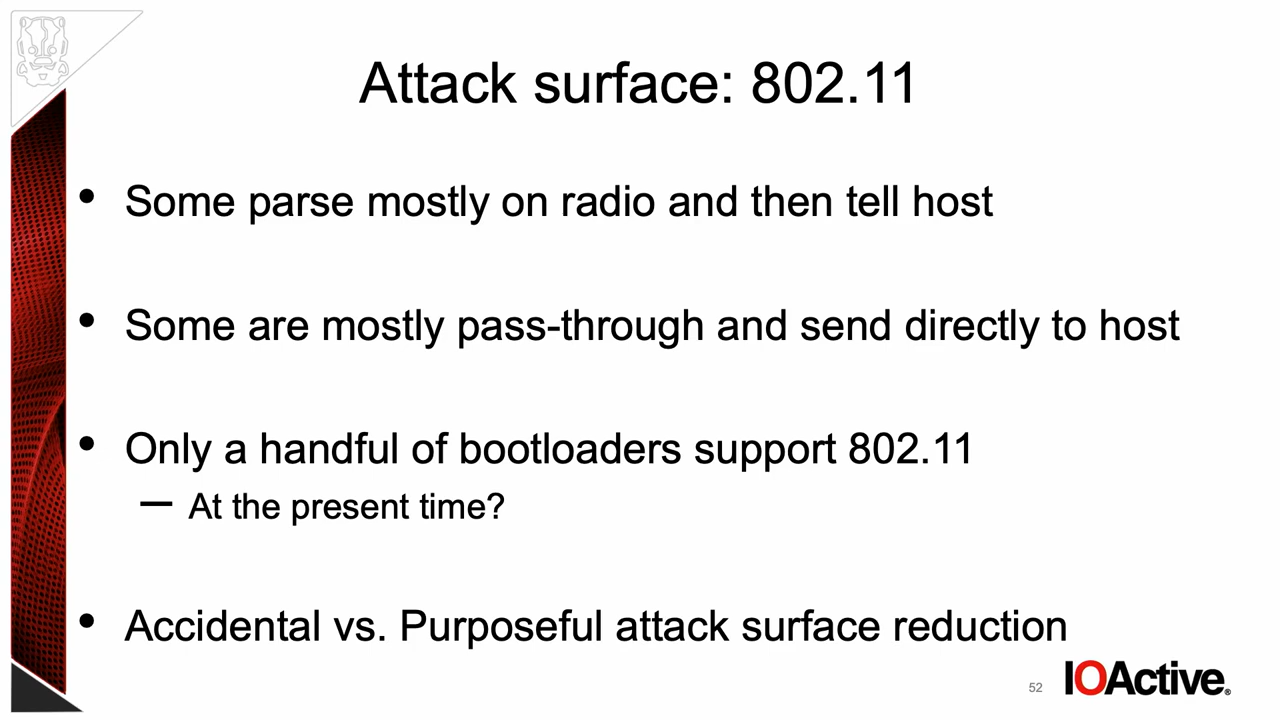 Attack surface: 802.11
• Some parse mostly on radio and then tell host
• Some are mostly pass-through and send directly to host
• Only a handful of bootloaders support 802.11
– At the present time?
• Accidental vs. Purposeful attack surface reduction
52
IOActive®